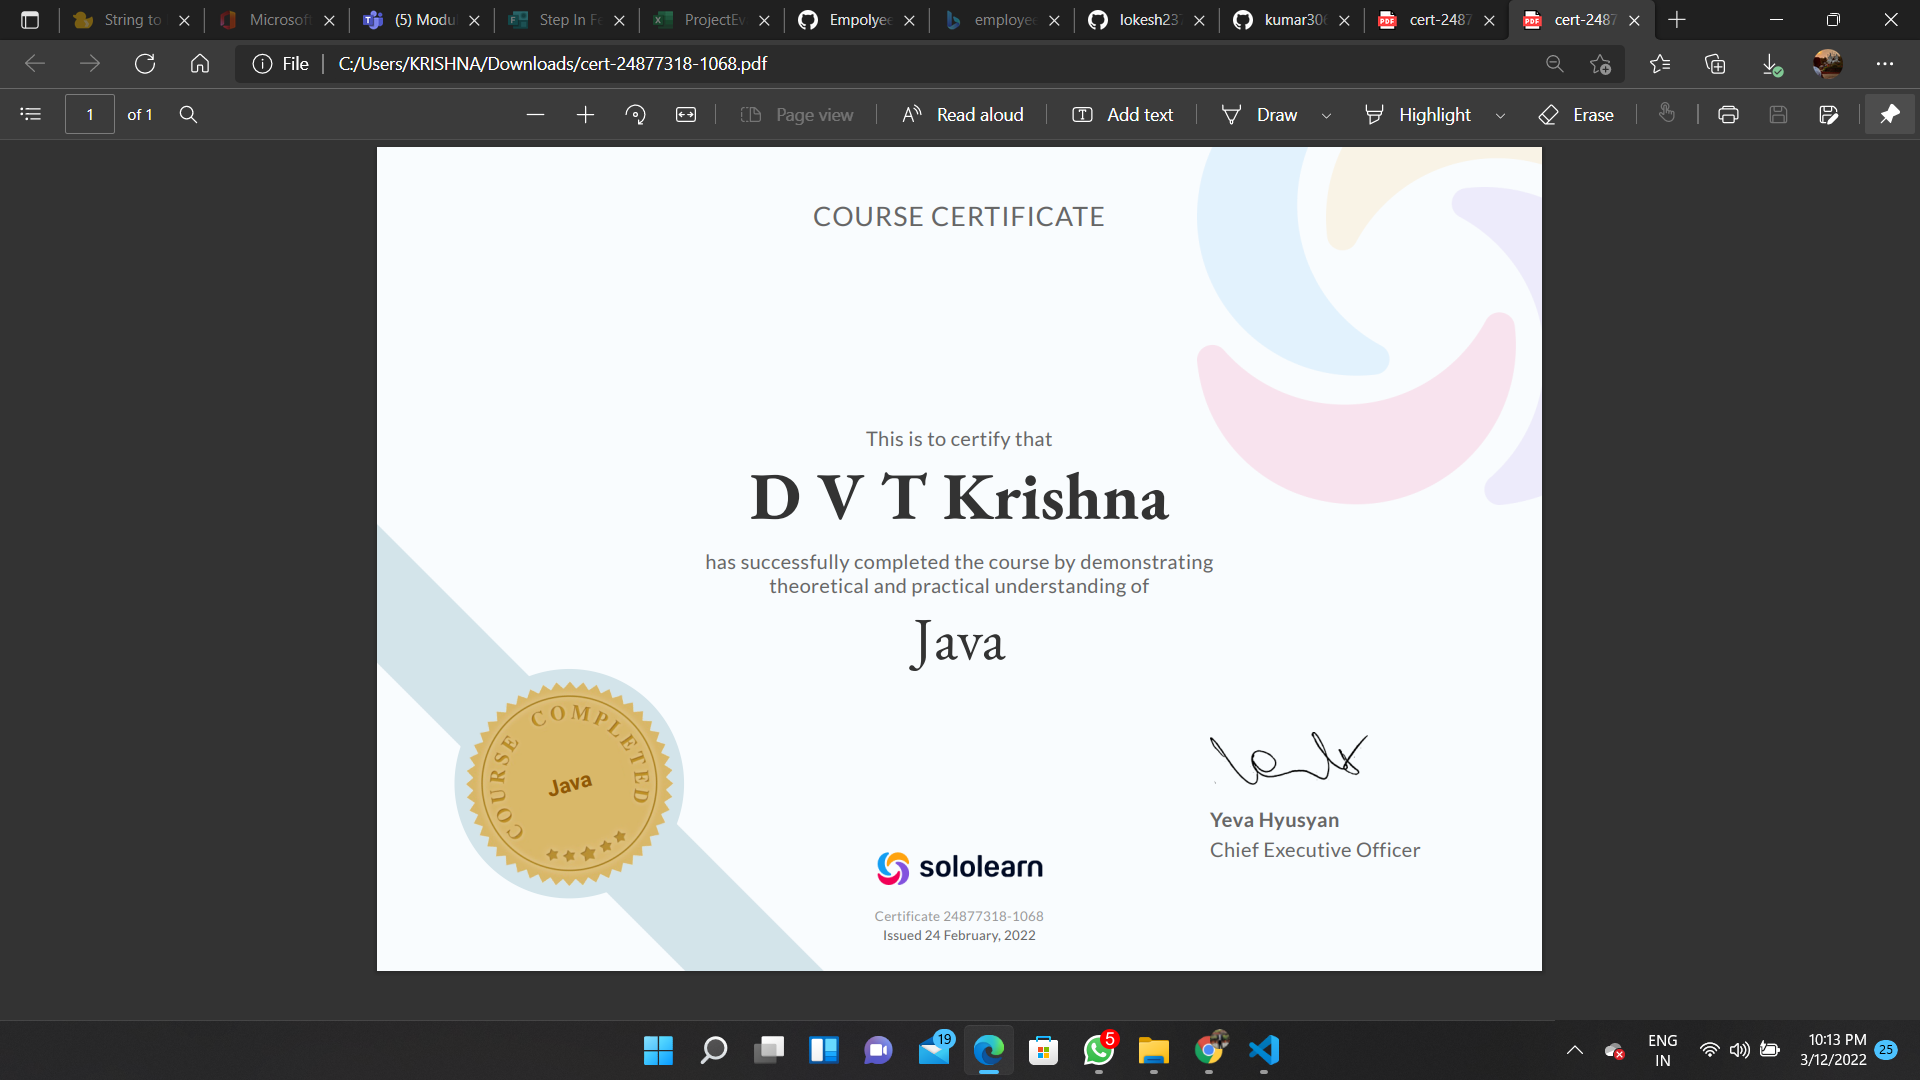 String to
Microsoft
(5) Modu
Step In Fe
ProjectEv
Empolyee
employee
lokesh237
kumar306
cert-2487
cert-2487
File
C:/Users/KRISHNA/Downloads/cert-24877318-1068.pdf
1 of 1
Page view
Read aloud
Add text
Draw
Highlight
Erase
COURSE CERTIFICATE
This is to certify that
D V T Krishna
has successfully completed the course by demonstrating
theoretical and practical understanding of
Java
COURSE COMPLETED
Java
Yeva Hyusyan
Chief Executive Officer
sololearn
Certificate 24877318-1068
Issued 24 February, 2022
19
5
ENG
IN
10:13 PM
3/12/2022
25